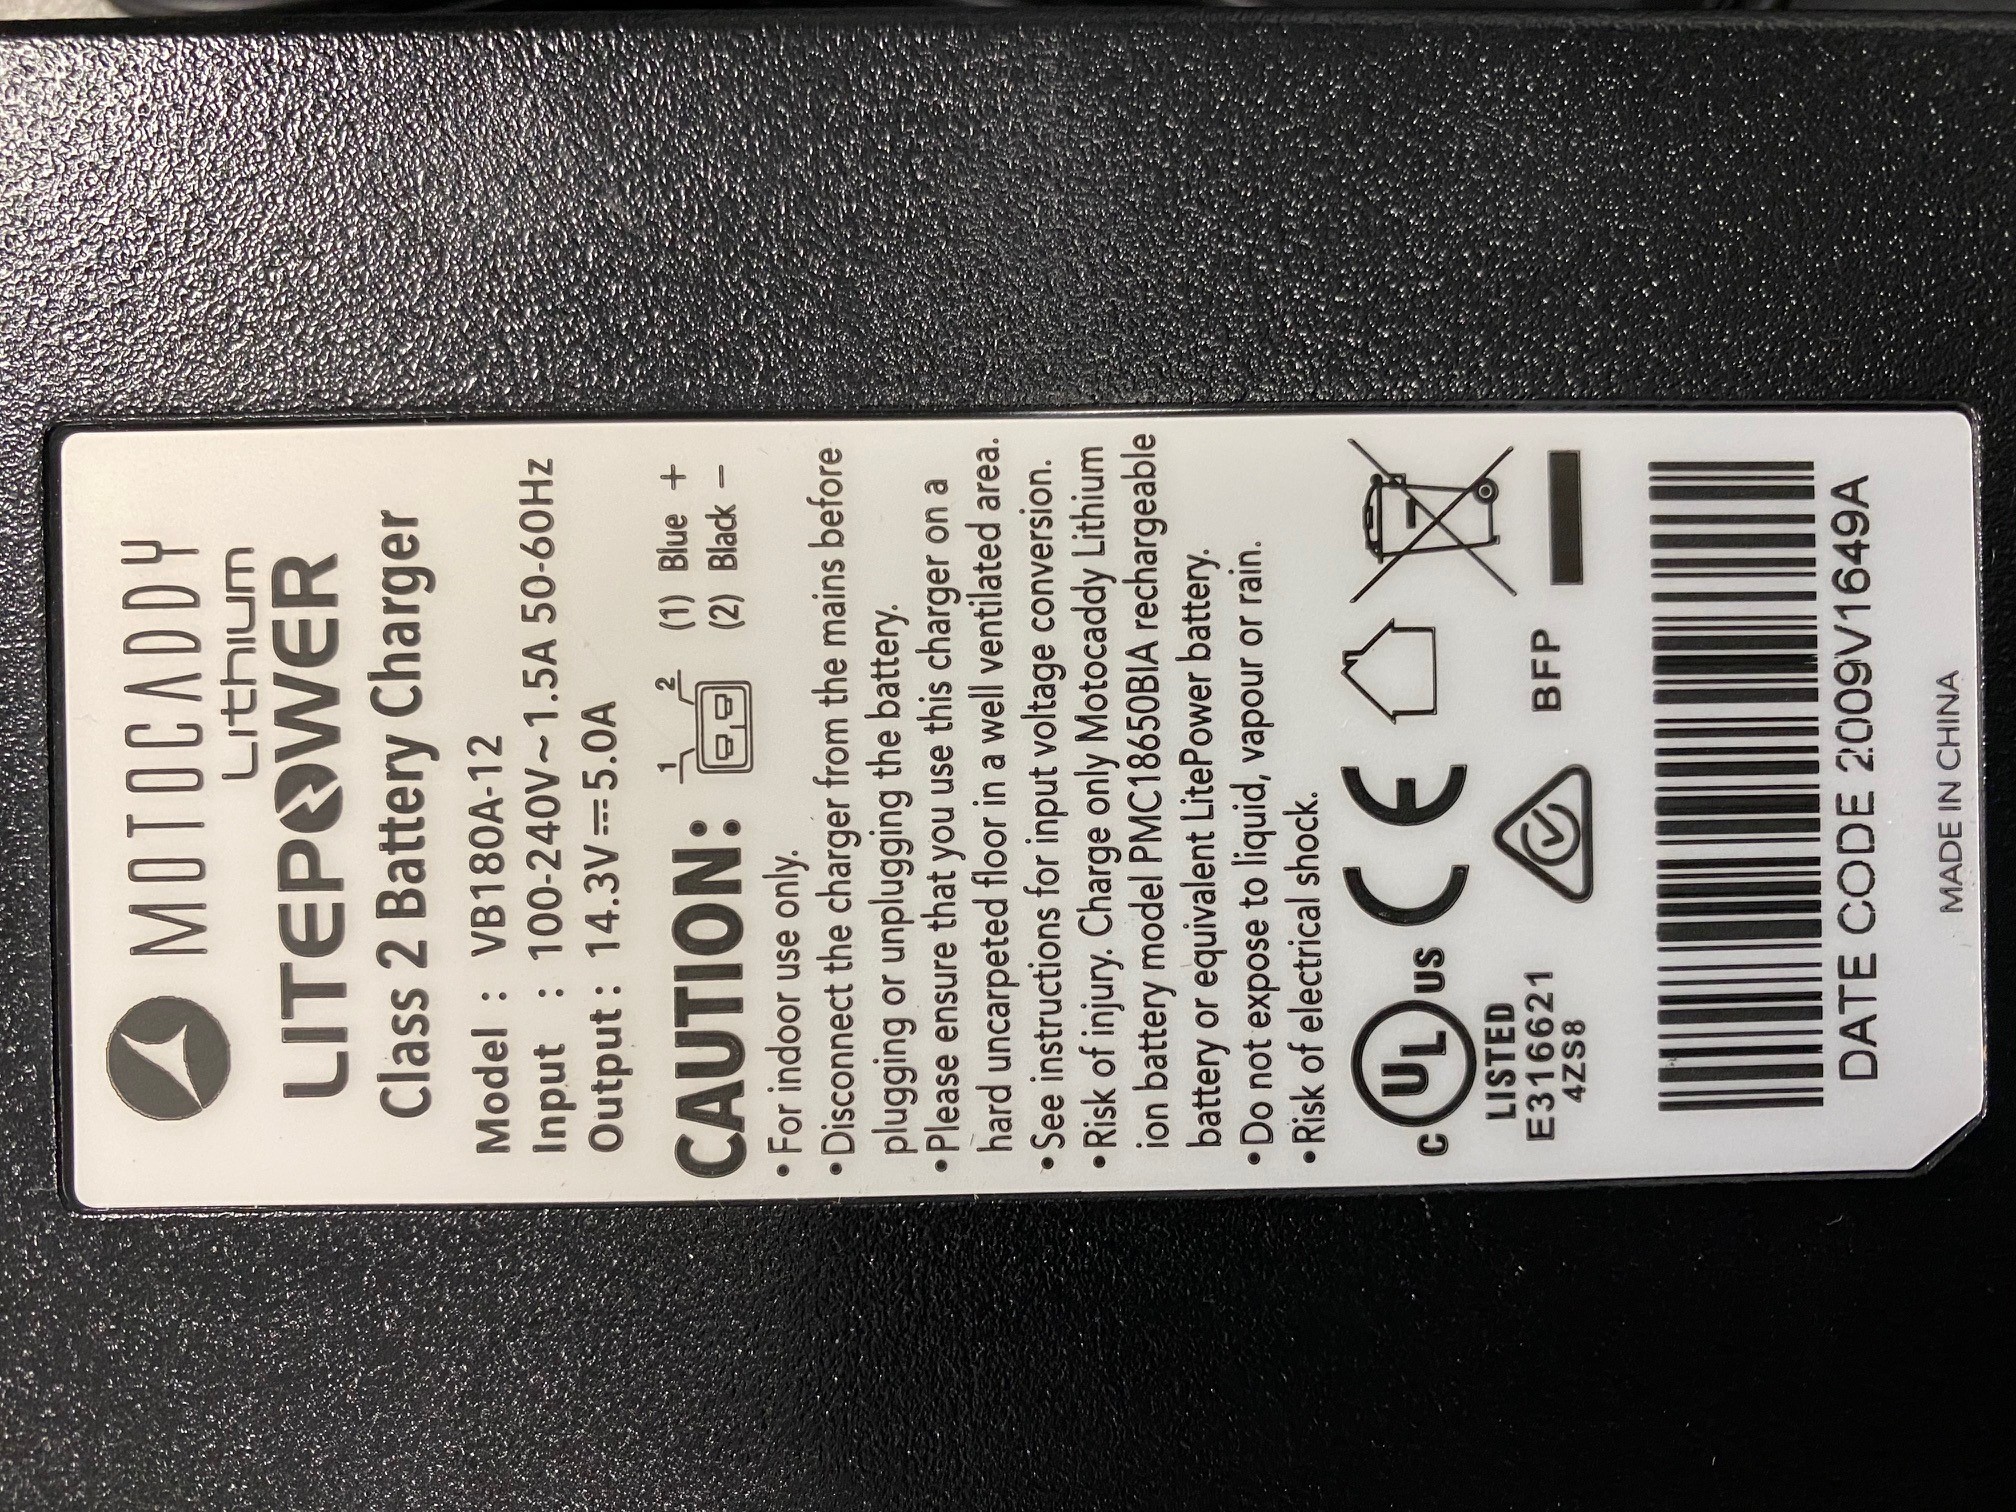 MOTOCADDY
Lithium
LITEPOWER
Class 2 Battery Charger
Model : VB180A-12
Input : 100-240V~1.5A 50-60Hz
Output : 14.3V⎓5.0A
CAUTION: 1 2 (1) Blue +
(2) Black −
• For indoor use only.
• Disconnect the charger from the mains before
plugging or unplugging the battery.
• Please ensure that you use this charger on a
hard uncarpeted floor in a well ventilated area.
• See instructions for input voltage conversion.
• Risk of injury. Charge only Motocaddy Lithium
ion battery model PMC18650BIA rechargeable
battery or equivalent LitePower battery.
• Do not expose to liquid, vapour or rain.
• Risk of electrical shock.
C UL US CE
LISTED
E316621 BFP
4ZS8
DATE CODE 2009V1649A
MADE IN CHINA